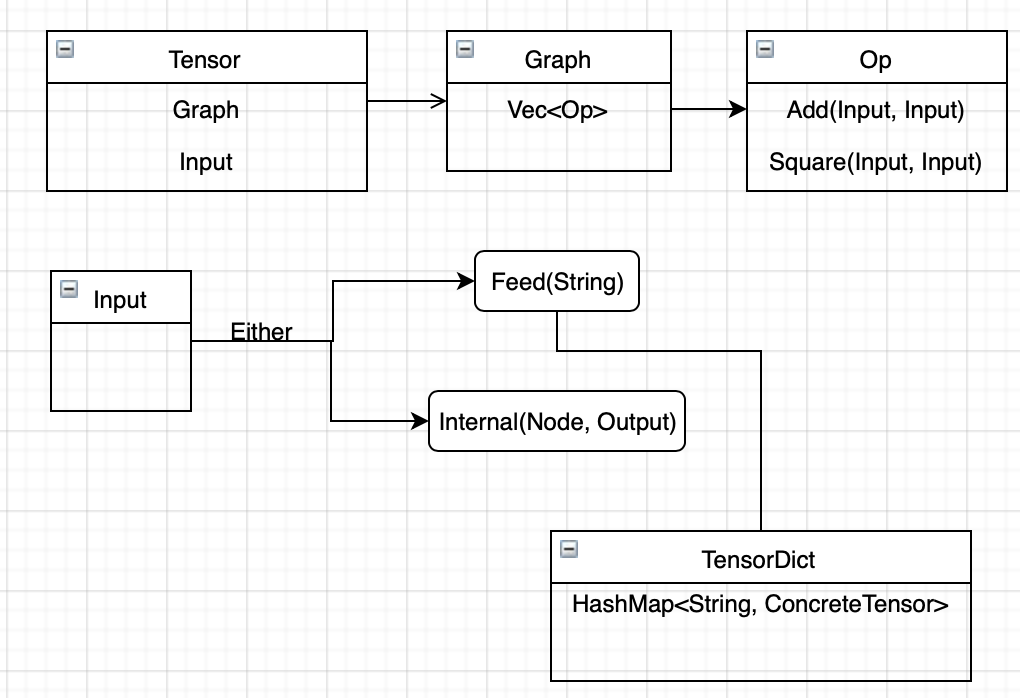 Tensor
Graph
Input
Graph
Vec<Op>
Op
Add(Input, Input)
Square(Input, Input)
Input
Either
Feed(String)
Internal(Node, Output)
TensorDict
HashMap<String, ConcreteTensor>